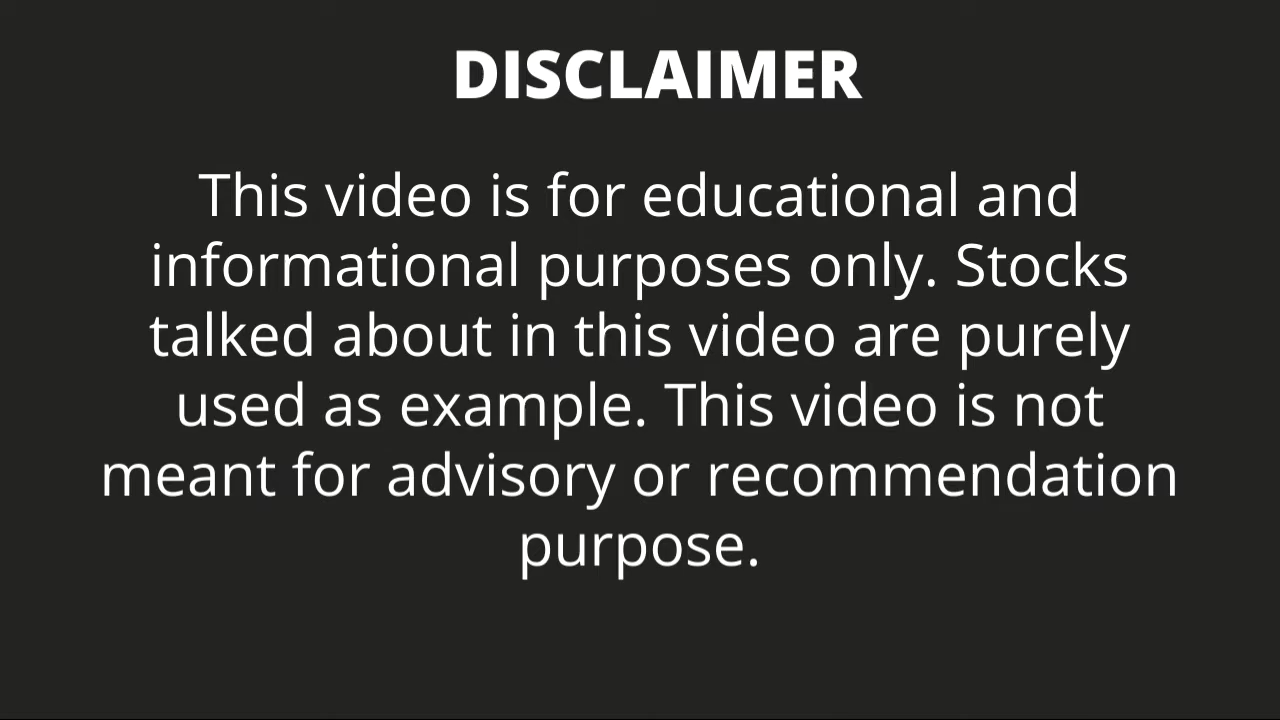 DISCLAIMER
This video is for educational and
informational purposes only. Stocks
talked about in this video are purely
used as example. This video is not
meant for advisory or recommendation
purpose.